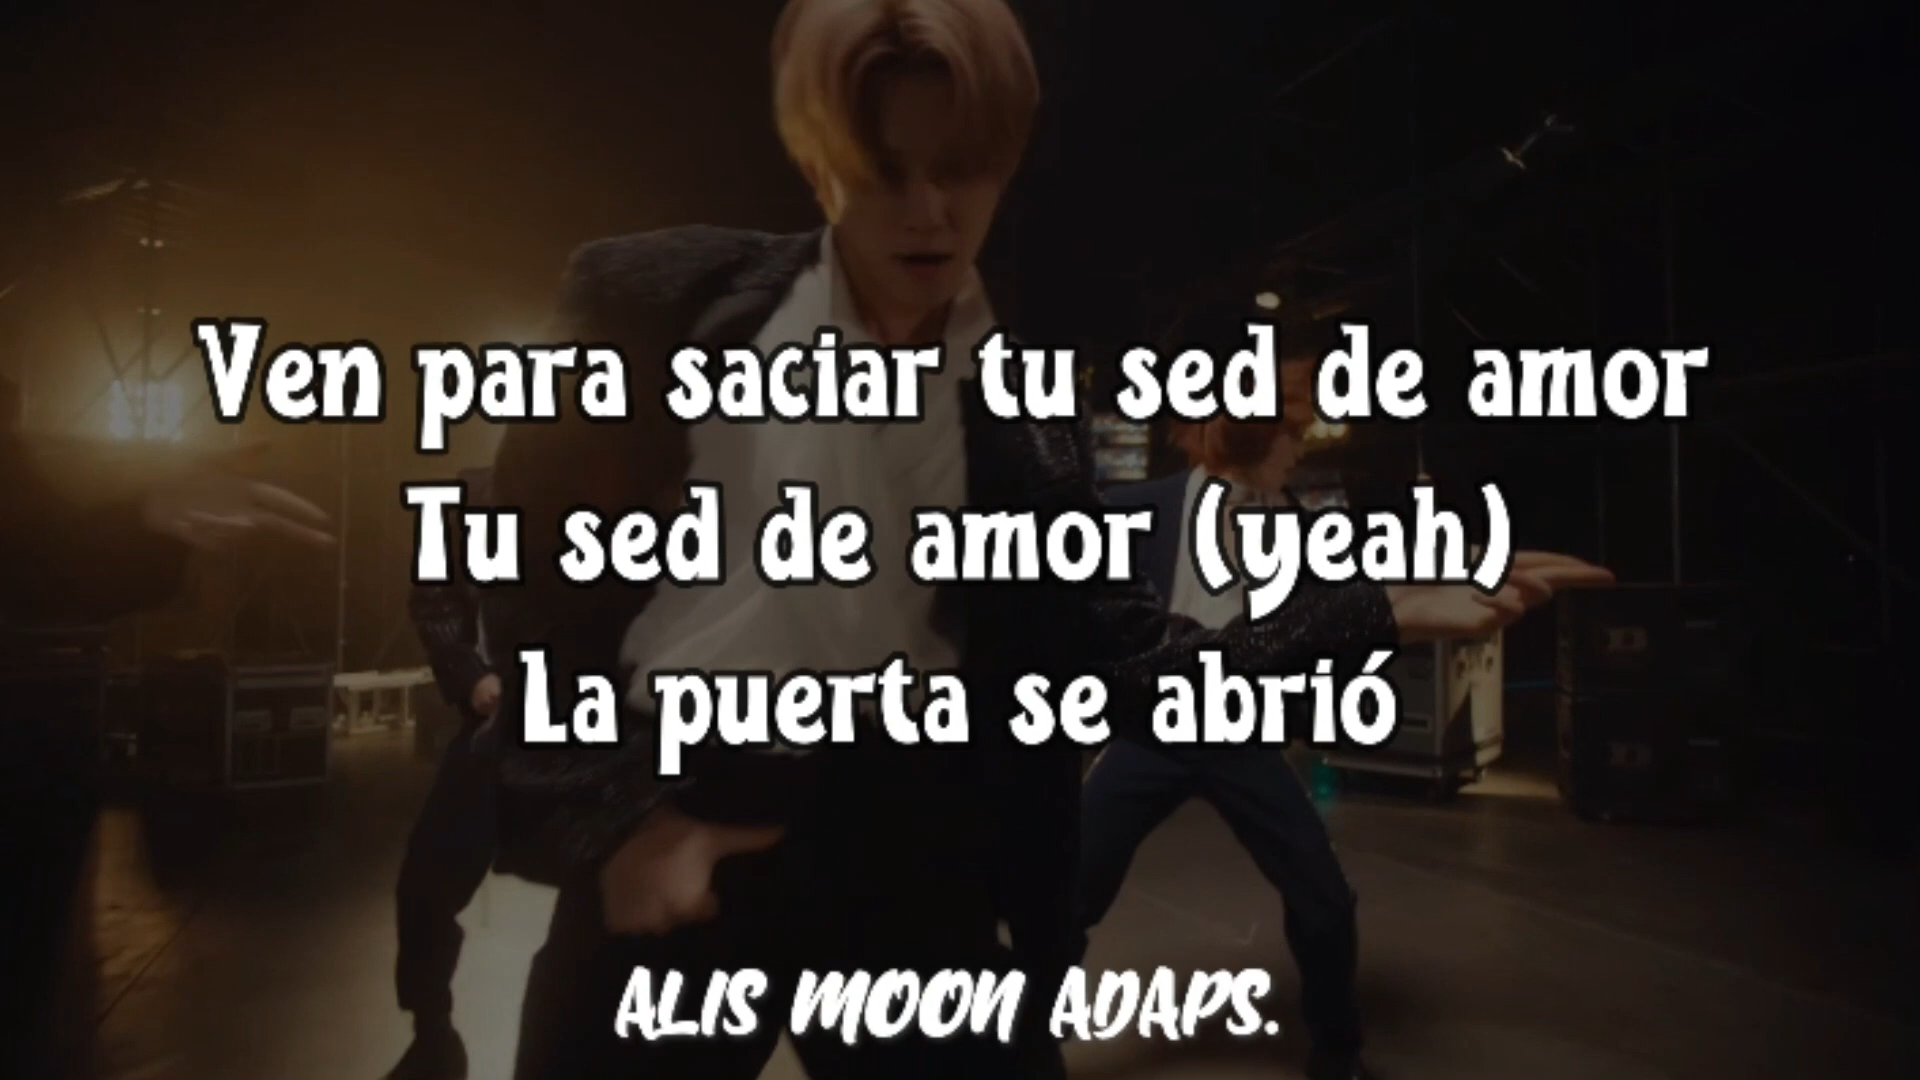 Ven para saciar tu sed de amor
Tu sed de amor (yeah)
La puerta se abrió
ALIS MOON ADAPS.